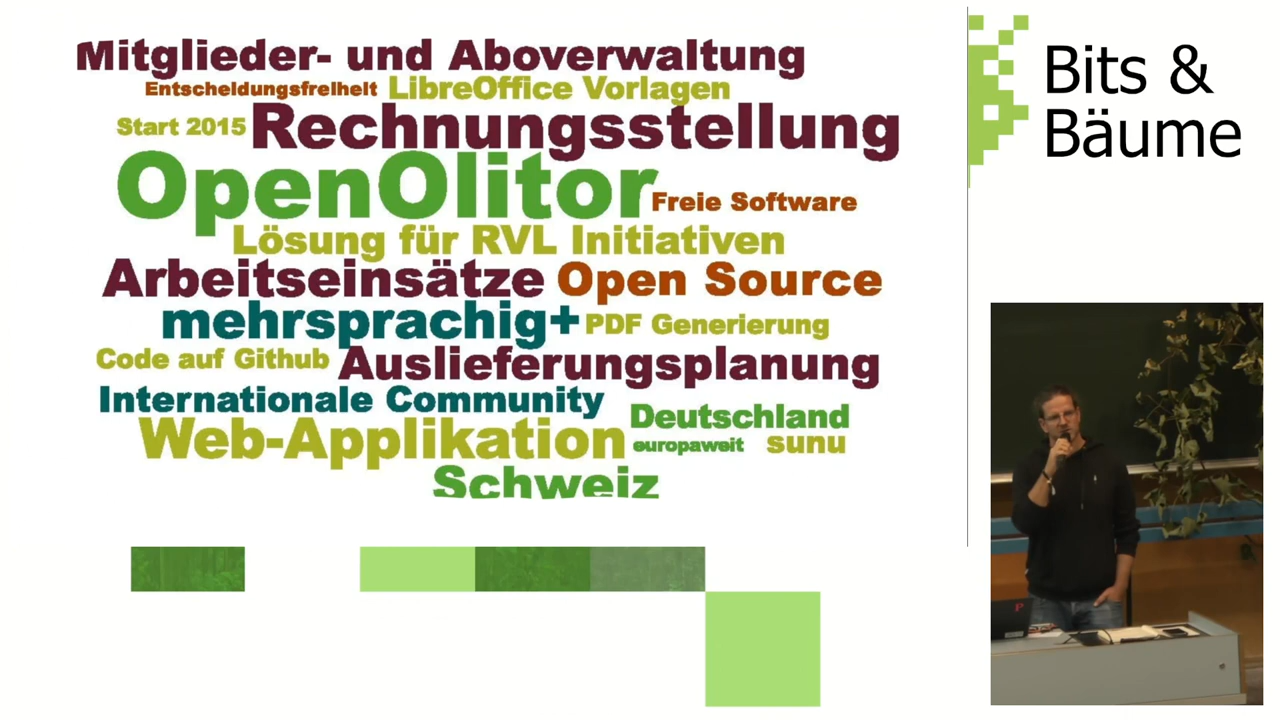 Mitglieder- und Aboverwaltung
Entscheidungsfreiheit LibreOffice Vorlagen
Start 2015 Rechnungsstellung
OpenOlitor Freie Software
Lösung für RVL Initiativen
Arbeitseinsätze Open Source
mehrsprachig+ PDF Generierung
Code auf Github Auslieferungsplanung
Internationale Community Deutschland
Web-Applikation europaweit sunu
Schweiz
Bits &
Bäume